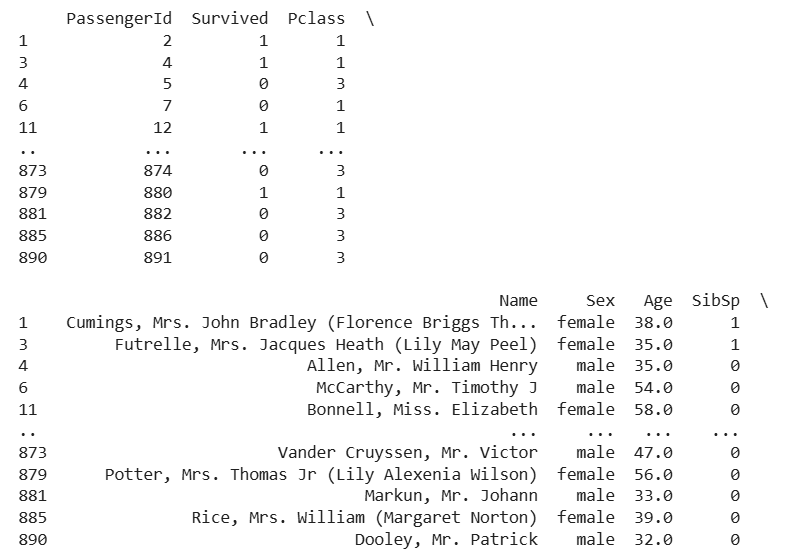 PassengerId  Survived  Pclass  \
1              2         1       1
3              4         1       1
4              5         0       3
6              7         0       1
11            12         1       1
..           ...       ...     ...
873          874         0       3
879          880         1       1
881          882         0       3
885          886         0       3
890          891         0       3

                                                  Name     Sex   Age  SibSp  \
1    Cumings, Mrs. John Bradley (Florence Briggs Th...  female  38.0      1
3         Futrelle, Mrs. Jacques Heath (Lily May Peel)  female  35.0      1
4                             Allen, Mr. William Henry    male  35.0      0
6                              McCarthy, Mr. Timothy J    male  54.0      0
11                            Bonnell, Miss. Elizabeth  female  58.0      0
..                                                 ...     ...   ...    ...
873                        Vander Cruyssen, Mr. Victor    male  47.0      0
879      Potter, Mrs. Thomas Jr (Lily Alexenia Wilson)  female  56.0      0
881                                 Markun, Mr. Johann    male  33.0      0
885               Rice, Mrs. William (Margaret Norton)  female  39.0      0
890                                Dooley, Mr. Patrick    male  32.0      0